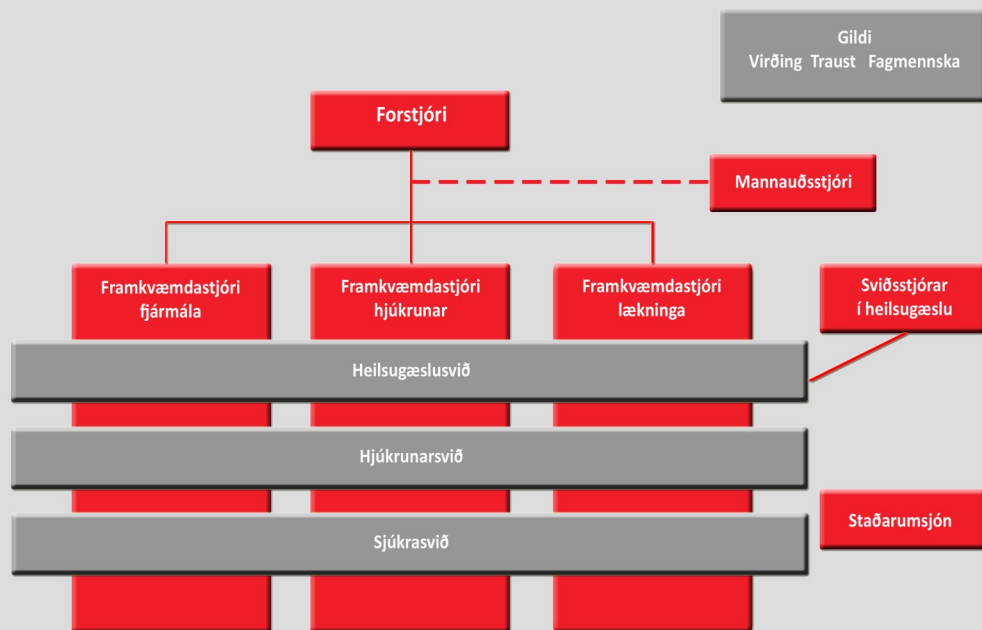 Gildi
Virðing Traust Fagmennska
Forstjóri
Mannauðsstjóri
Framkvæmdastjóri
fjármála
Framkvæmdastjóri
hjúkrunar
Framkvæmdastjóri
lækninga
Sviðsstjórar
í heilsugæslu
Heilsugæslusvið
Hjúkrunarsvið
Staðarumsjón
Sjúkrasvið